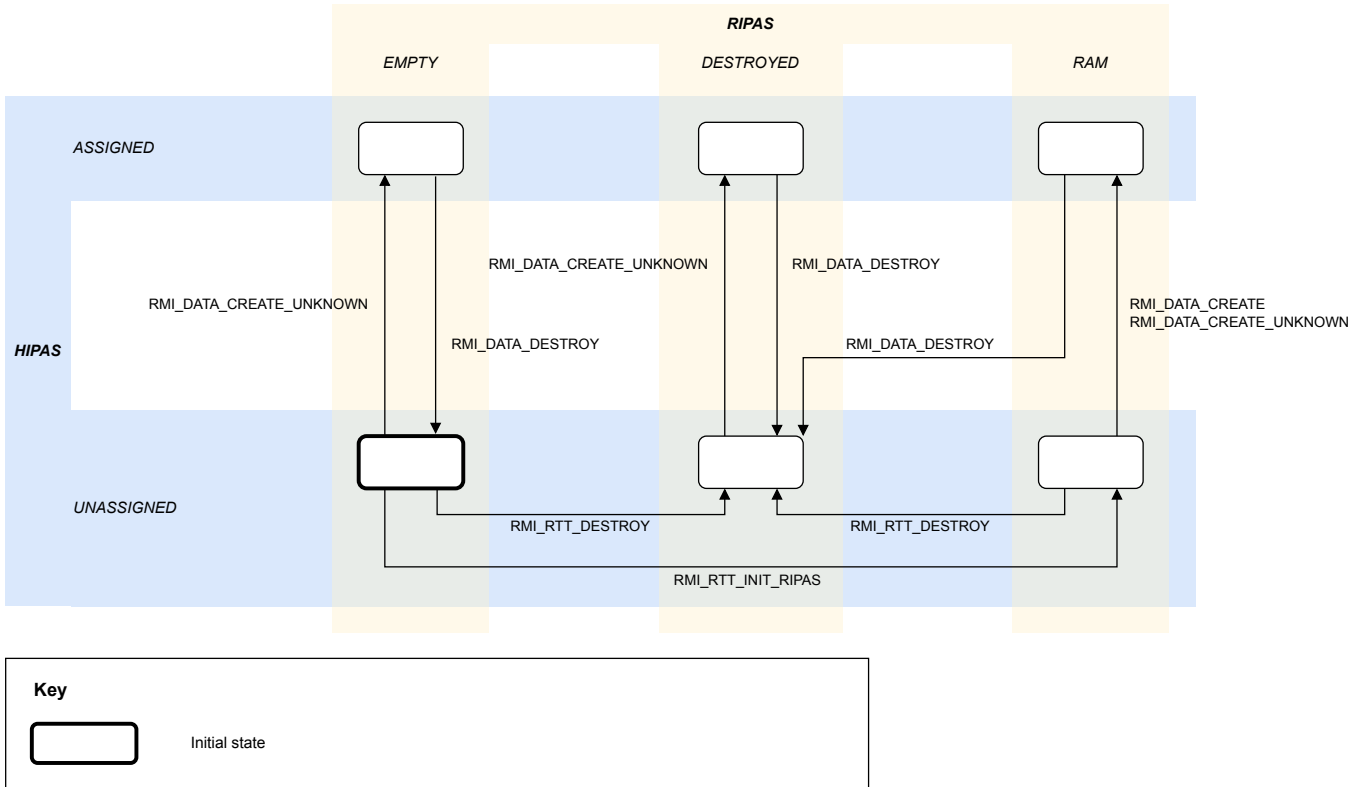 RIPAS
EMPTY
DESTROYED
RAM
ASSIGNED
RMI_DATA_CREATE_UNKNOWN
RMI_DATA_DESTROY
RMI_DATA_CREATE_UNKNOWN
RMI_DATA_CREATE
RMI_DATA_CREATE_UNKNOWN
HIPAS
RMI_DATA_DESTROY
RMI_DATA_DESTROY
UNASSIGNED
RMI_RTT_DESTROY
RMI_RTT_DESTROY
RMI_RTT_INIT_RIPAS
Key
Initial state